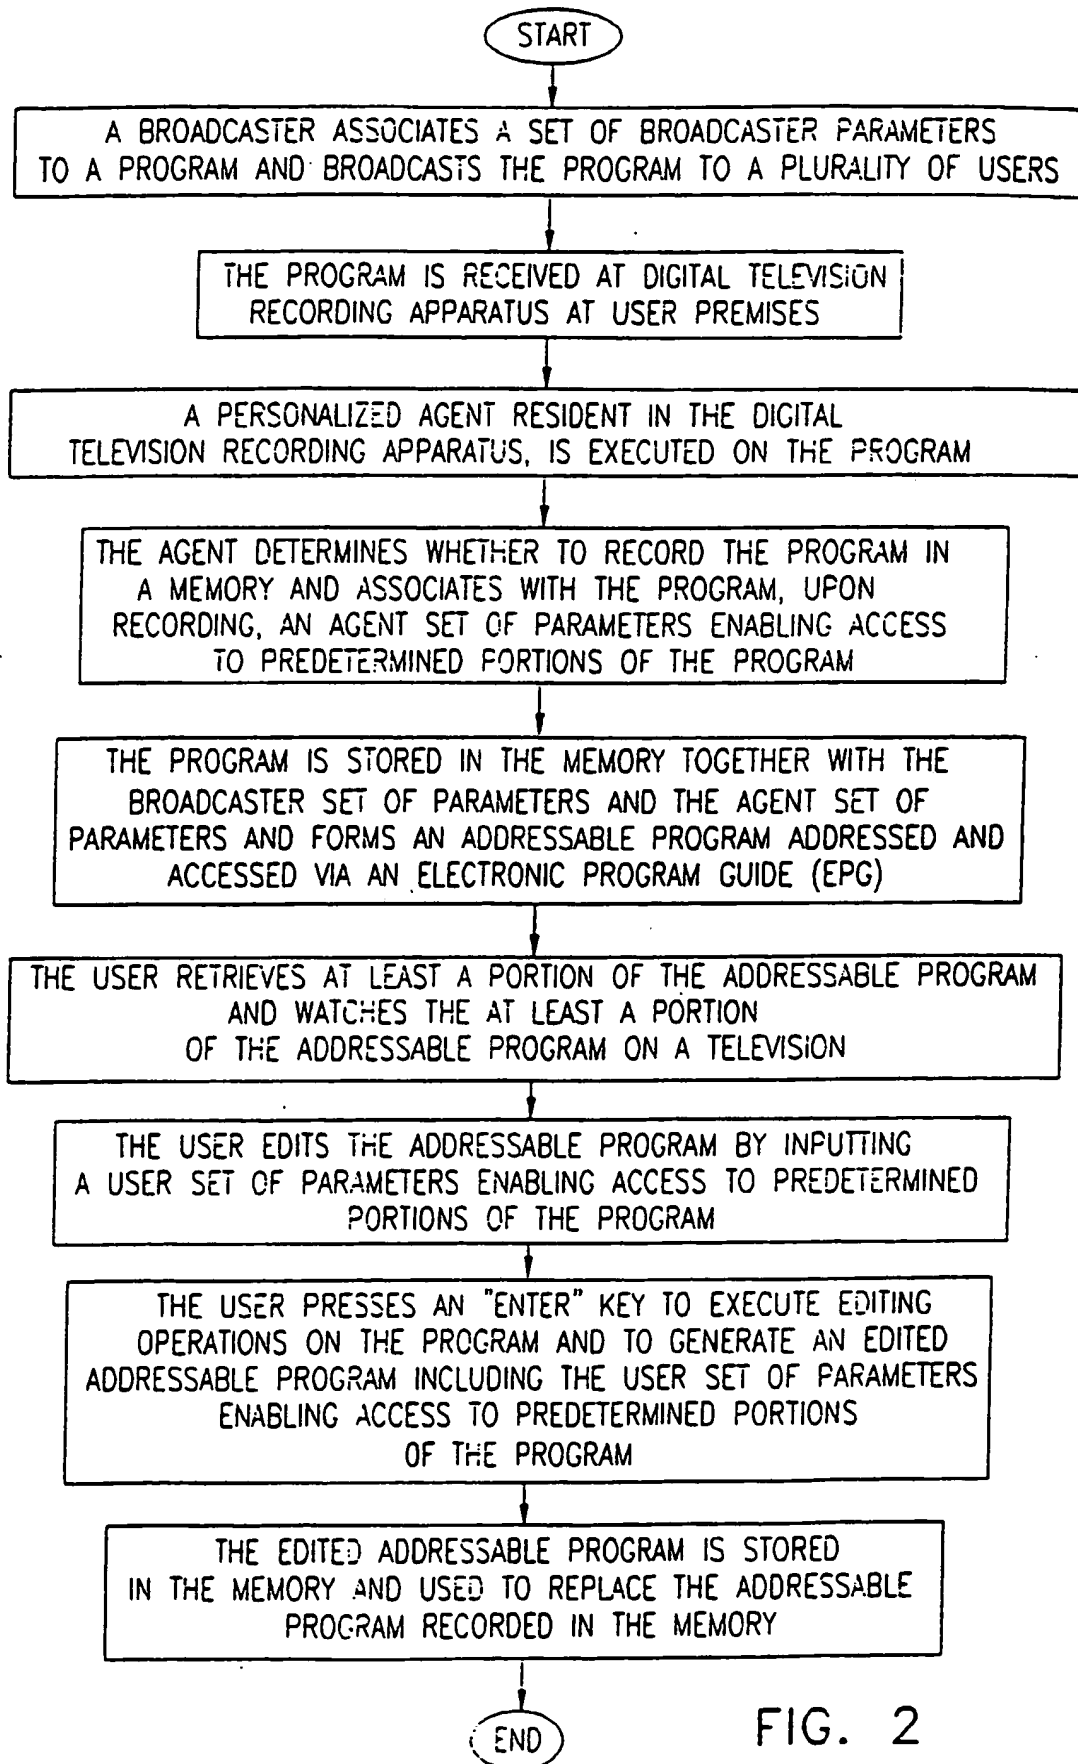 START
A BROADCASTER ASSOCIATES A SET OF BROADCASTER PARAMETERS
TO A PROGRAM AND BROADCASTS THE PROGRAM TO A PLURALITY OF USERS
THE PROGRAM IS RECEIVED AT DIGITAL TELEVISION
RECORDING APPARATUS AT USER PREMISES
A PERSONALIZED AGENT RESIDENT IN THE DIGITAL
TELEVISION RECORDING APPARATUS, IS EXECUTED ON THE PROGRAM
THE AGENT DETERMINES WHETHER TO RECORD THE PROGRAM IN
A MEMORY AND ASSOCIATES WITH THE PROGRAM, UPON
RECORDING, AN AGENT SET OF PARAMETERS ENABLING ACCESS
TO PREDETERMINED PORTIONS OF THE PROGRAM
THE PROGRAM IS STORED IN THE MEMORY TOGETHER WITH THE
BROADCASTER SET OF PARAMETERS AND THE AGENT SET OF
PARAMETERS AND FORMS AN ADDRESSABLE PROGRAM ADDRESSED AND
ACCESSED VIA AN ELECTRONIC PROGRAM GUIDE (EPG)
THE USER RETRIEVES AT LEAST A PORTION OF THE ADDRESSABLE PROGRAM
AND WATCHES THE AT LEAST A PORTION
OF THE ADDRESSABLE PROGRAM ON A TELEVISION
THE USER EDITS THE ADDRESSABLE PROGRAM BY INPUTTING
A USER SET OF PARAMETERS ENABLING ACCESS TO PREDETERMINED
PORTIONS OF THE PROGRAM
THE USER PRESSES AN "ENTER" KEY TO EXECUTE EDITING
OPERATIONS ON THE PROGRAM AND TO GENERATE AN EDITED
ADDRESSABLE PROGRAM INCLUDING THE USER SET OF PARAMETERS
ENABLING ACCESS TO PREDETERMINED PORTIONS
OF THE PROGRAM
THE EDITED ADDRESSABLE PROGRAM IS STORED
IN THE MEMORY AND USED TO REPLACE THE ADDRESSABLE
PROGRAM RECORDED IN THE MEMORY
END
FIG. 2